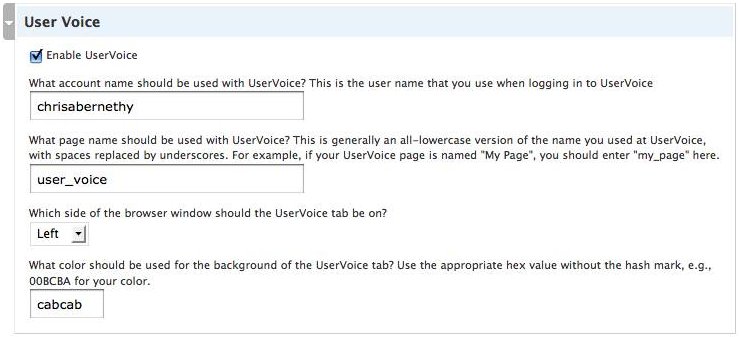 User Voice
Enable UserVoice
What account name should be used with UserVoice? This is the user name that you use when logging in to UserVoice
chrisabernethy
What page name should be used with UserVoice? This is generally an all-lowercase version of the name you used at UserVoice,
with spaces replaced by underscores. For example, if your UserVoice page is named "My Page", you should enter "my_page" here.
user_voice
Which side of the browser window should the UserVoice tab be on?
Left
What color should be used for the background of the UserVoice tab? Use the appropriate hex value without the hash mark, e.g.,
00BCBA for your color.
cabcab